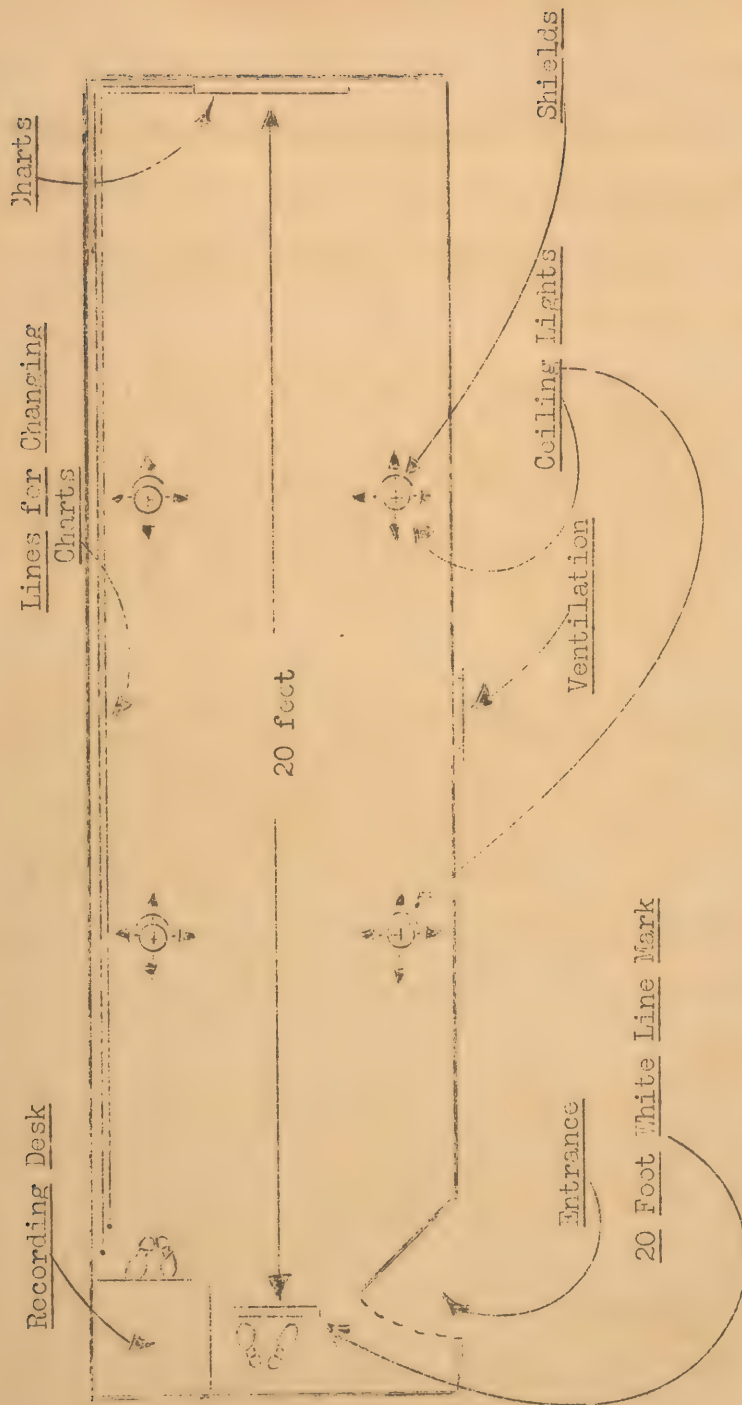 Recording Desk
Lines for Changing
Charts
Charts
20 feet
Shields
Ceiling Lights
Ventilation
Entrance
20 Foot White Line Mark